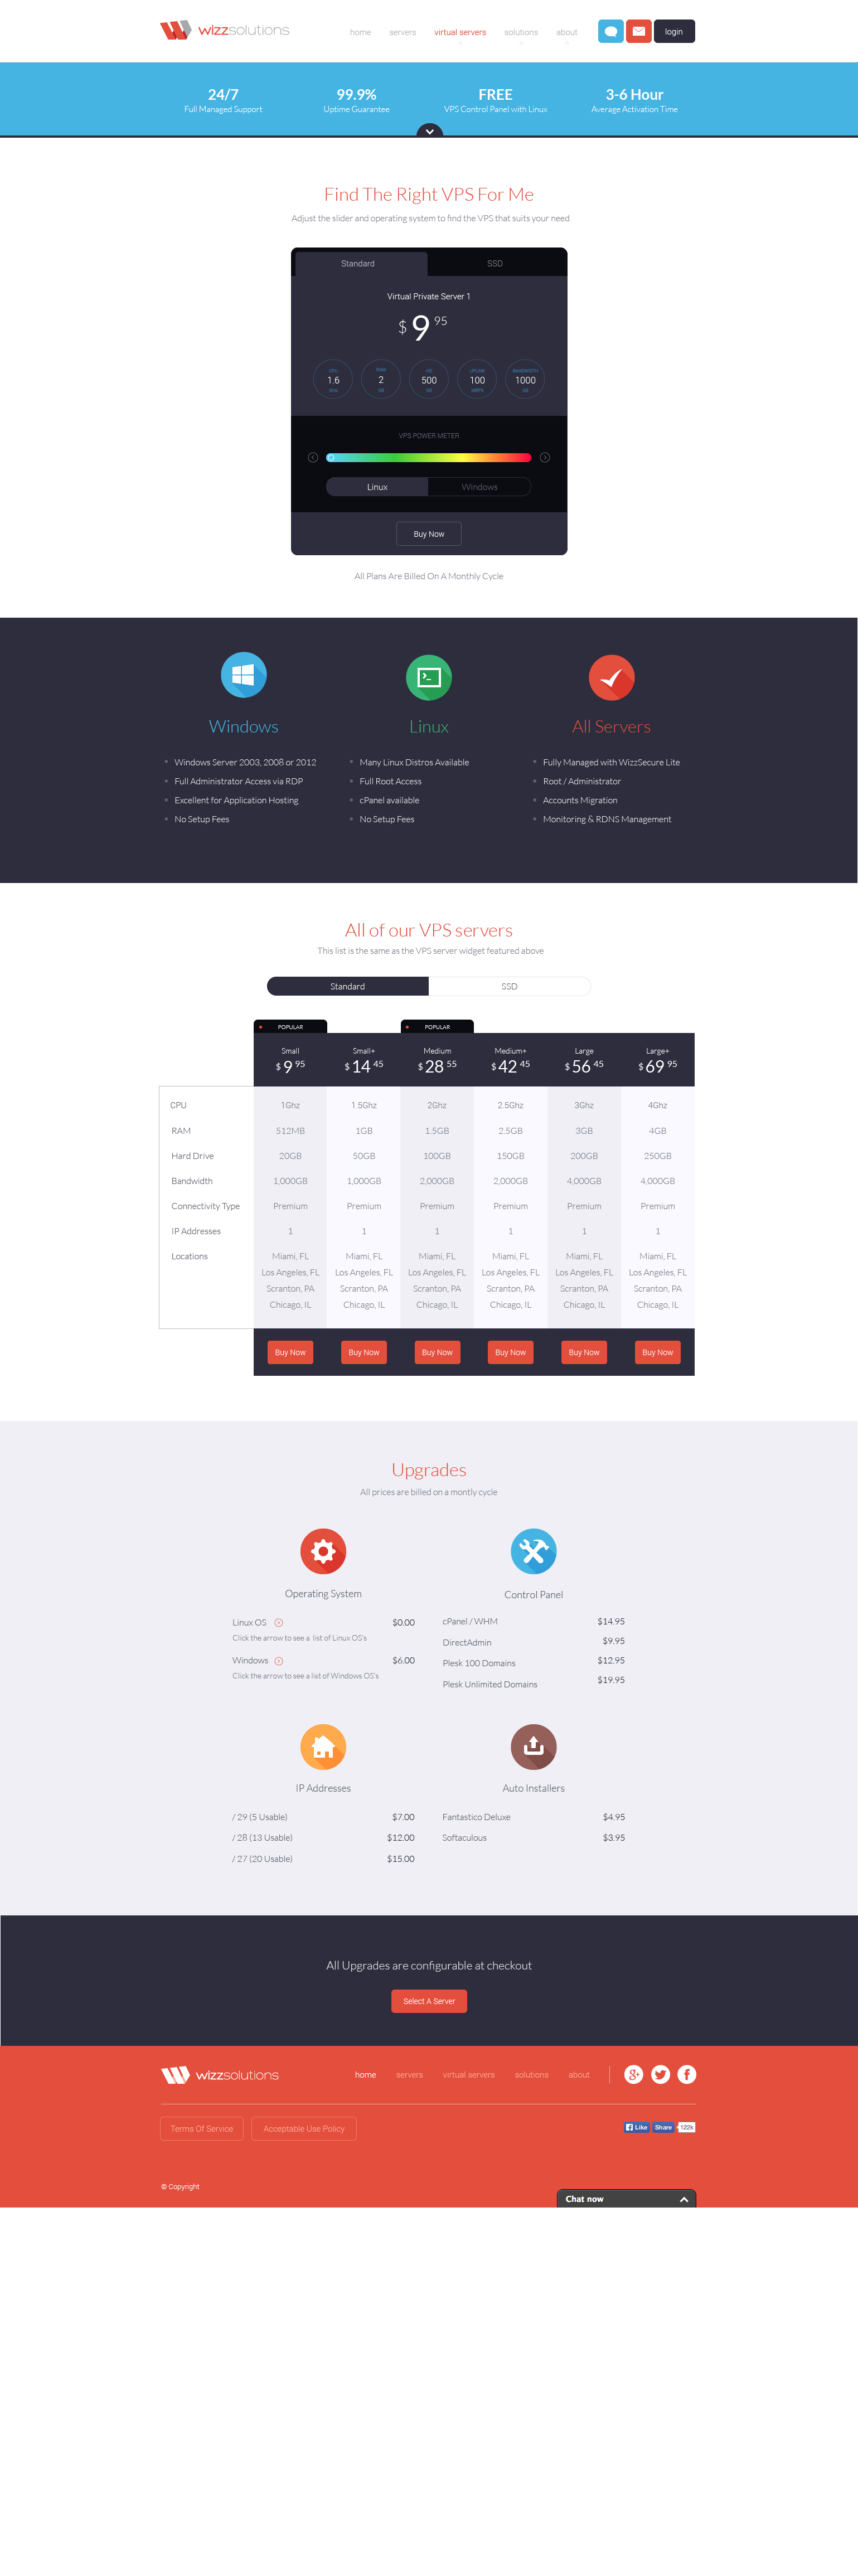 wizzsolutions
home servers virtual servers solutions about login
24/7 99.9% FREE 3-6 Hour
Full Managed Support Uptime Guarantee VPS Control Panel with Linux Average Activation Time
Find The Right VPS For Me
Adjust the slider and operating system to find the VPS that suits your need
Standard SSD
Virtual Private Server 1
$ 9 95
CPU RAM HD UPLINK BANDWIDTH
1.6 2 500 100 1000
GHz GB GB MBPS GB
VPS POWER METER
Linux Windows
Buy Now
All Plans Are Billed On A Monthly Cycle
Windows Linux All Servers
Windows Server 2003, 2008 or 2012 Many Linux Distros Available Fully Managed with WizzSecure Lite
Full Administrator Access via RDP Full Root Access Root / Administrator
Excellent for Application Hosting cPanel available Accounts Migration
No Setup Fees No Setup Fees Monitoring & RDNS Management
All of our VPS servers
This list is the same as the VPS server widget featured above
Standard SSD
POPULAR POPULAR
Small Small+ Medium Medium+ Large Large+
$ 9 95 $ 14 45 $ 28 55 $ 42 45 $ 56 45 $ 69 95
CPU 1Ghz 1.5Ghz 2Ghz 2.5Ghz 3Ghz 4Ghz
RAM 512MB 1GB 1.5GB 2.5GB 3GB 4GB
Hard Drive 20GB 50GB 100GB 150GB 200GB 250GB
Bandwidth 1,000GB 1,000GB 2,000GB 2,000GB 4,000GB 4,000GB
Connectivity Type Premium Premium Premium Premium Premium Premium
IP Addresses 1 1 1 1 1 1
Locations Miami, FL Miami, FL Miami, FL Miami, FL Miami, FL Miami, FL
Los Angeles, FL Los Angeles, FL Los Angeles, FL Los Angeles, FL Los Angeles, FL Los Angeles, FL
Scranton, PA Scranton, PA Scranton, PA Scranton, PA Scranton, PA Scranton, PA
Chicago, IL Chicago, IL Chicago, IL Chicago, IL Chicago, IL Chicago, IL
Buy Now Buy Now Buy Now Buy Now Buy Now Buy Now
Upgrades
All prices are billed on a montly cycle
Operating System
Linux OS $0.00
Click the arrow to see a list of Linux OS's
Windows $6.00
Click the arrow to see a list of Windows OS's
Control Panel
cPanel / WHM $14.95
DirectAdmin $9.95
Plesk 100 Domains $12.95
Plesk Unlimited Domains $19.95
IP Addresses
/ 29 (5 Usable) $7.00
/ 28 (13 Usable) $12.00
/ 27 (20 Usable) $15.00
Auto Installers
Fantastico Deluxe $4.95
Softaculous $3.95
All Upgrades are configurable at checkout
Select A Server
wizzsolutions
home servers virtual servers solutions about
Terms Of Service Acceptable Use Policy
Like Share 122k
© Copyright
Chat now